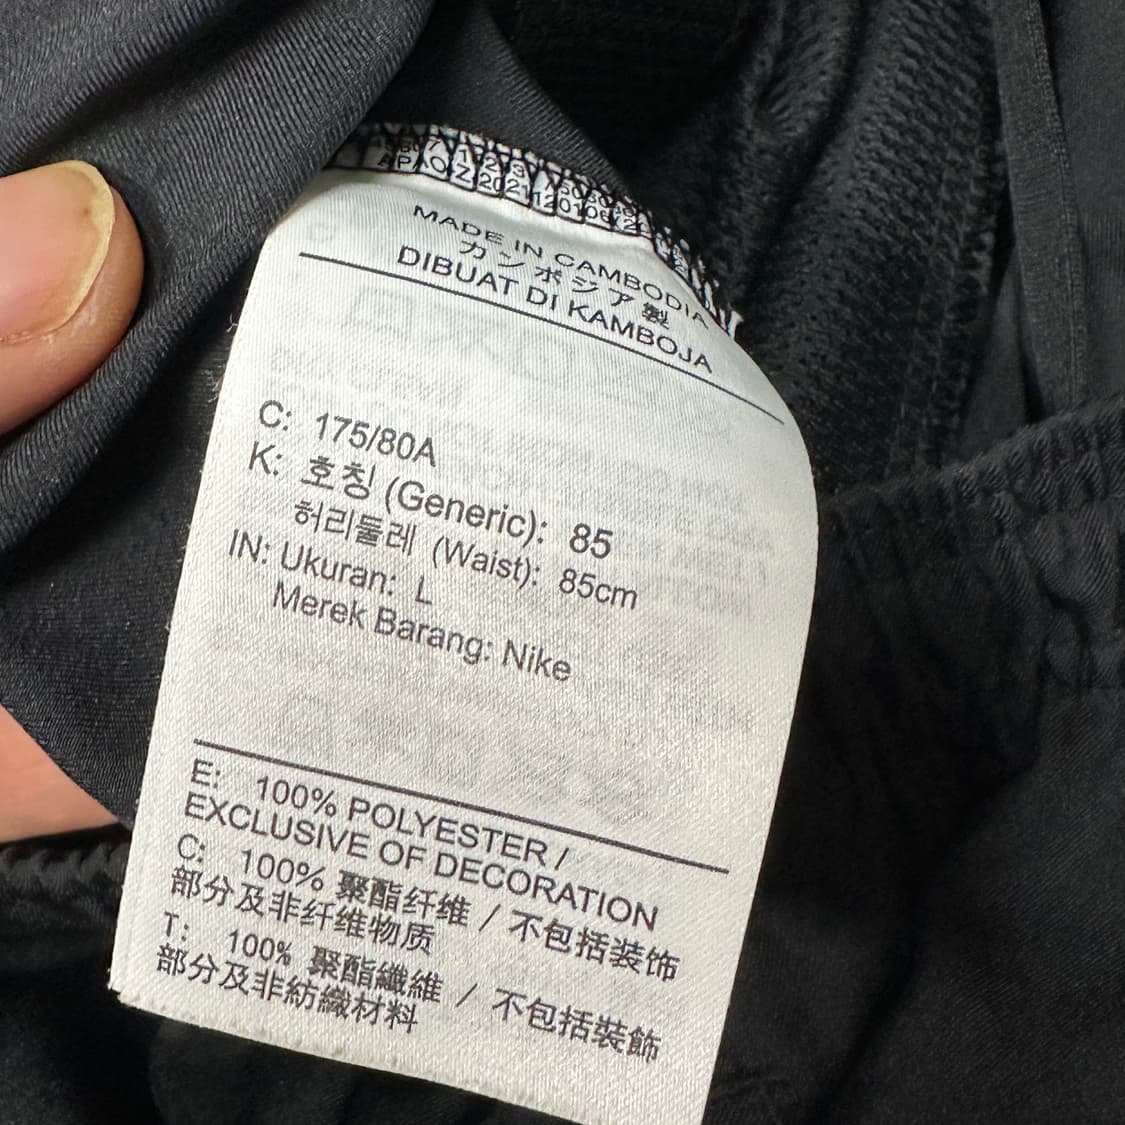 MADE IN CAMBODIA
カンボジア製
DIBUAT DI KAMBOJA
C: 175/80A
K: 호칭 (Generic): 85
허리둘레 (Waist): 85cm
IN: Ukuran: L
Merek Barang: Nike
E: 100% POLYESTER /
EXCLUSIVE OF DECORATION
C: 100% 聚酯纤维 / 不包括装饰
部分及非纤维物质
T: 100% 聚酯纖維 / 不包括裝飾
部分及非紡織材料